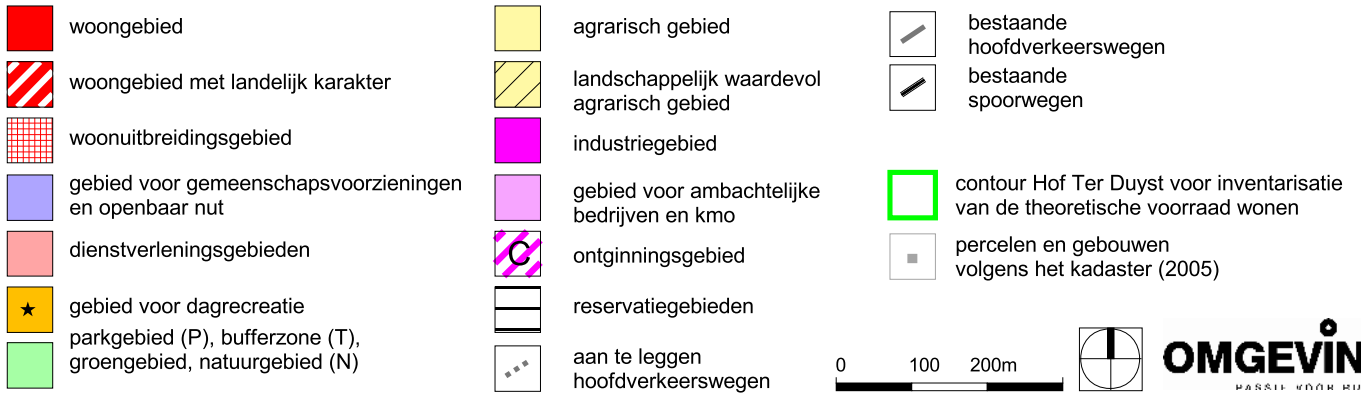 woongebied
woongebied met landelijk karakter
woonuitbreidingsgebied
gebied voor gemeenschapsvoorzieningen
en openbaar nut
dienstverleningsgebieden
gebied voor dagrecreatie
parkgebied (P), bufferzone (T),
groengebied, natuurgebied (N)
agrarisch gebied
landschappelijk waardevol
agrarisch gebied
industriegebied
gebied voor ambachtelijke
bedrijven en kmo
C
ontginningsgebied
reservatiegebieden
aan te leggen
hoofdverkeerswegen
bestaande
hoofdverkeerswegen
bestaande
spoorwegen
contour Hof Ter Duyst voor inventarisatie
van de theoretische voorraad wonen
percelen en gebouwen
volgens het kadaster (2005)
0 100 200m
OMGEVIN